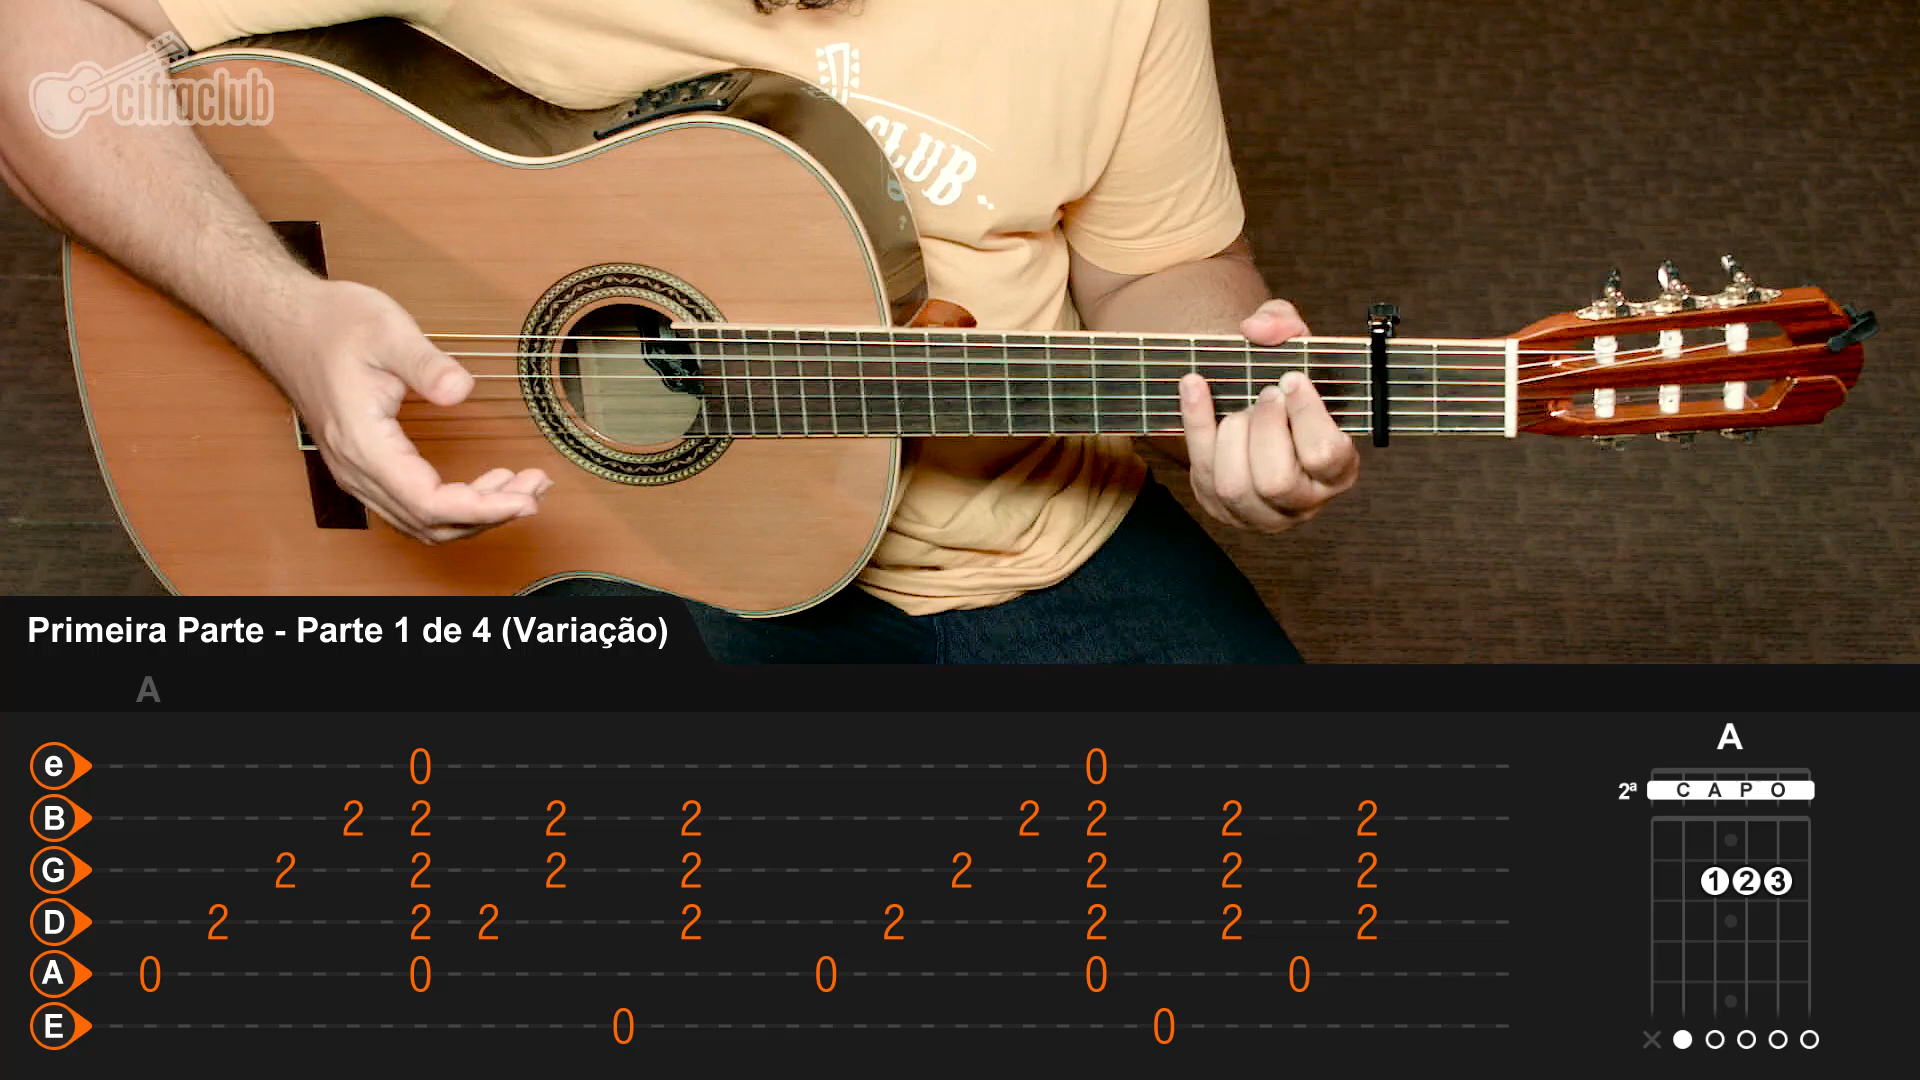 cifraclub
CLUB
Primeira Parte - Parte 1 de 4 (Variação)
A
A
2ª CAPO
1 2 3
e 0 0
B 2 2 2 2 2 2 2 2
G 2 2 2 2 2 2 2 2
D 2 2 2 2 2 2 2 2
A 0 0 0 0 0
E 0 0